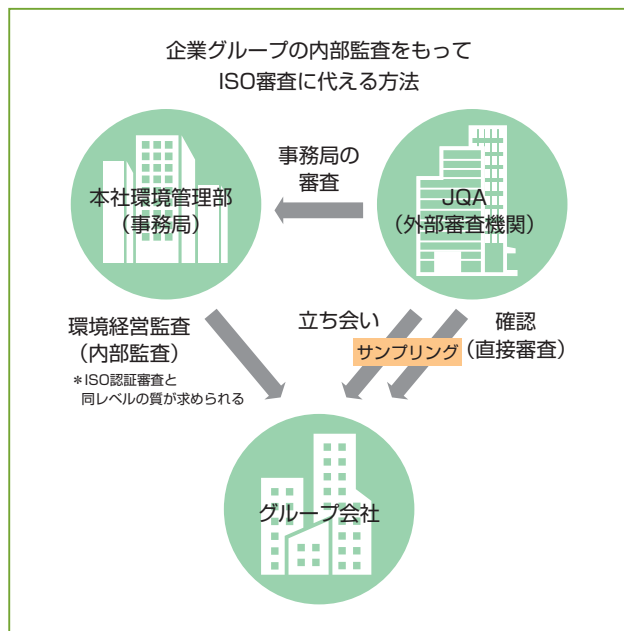 企業グループの内部監査をもって
ISO審査に代える方法
事務局の
審査
本社環境管理部
（事務局）
JQA
（外部審査機関）
環境経営監査
（内部監査）
＊ISO認証審査と
同レベルの質が求められる
立ち会い
サンプリング
確認
（直接審査）
グループ会社